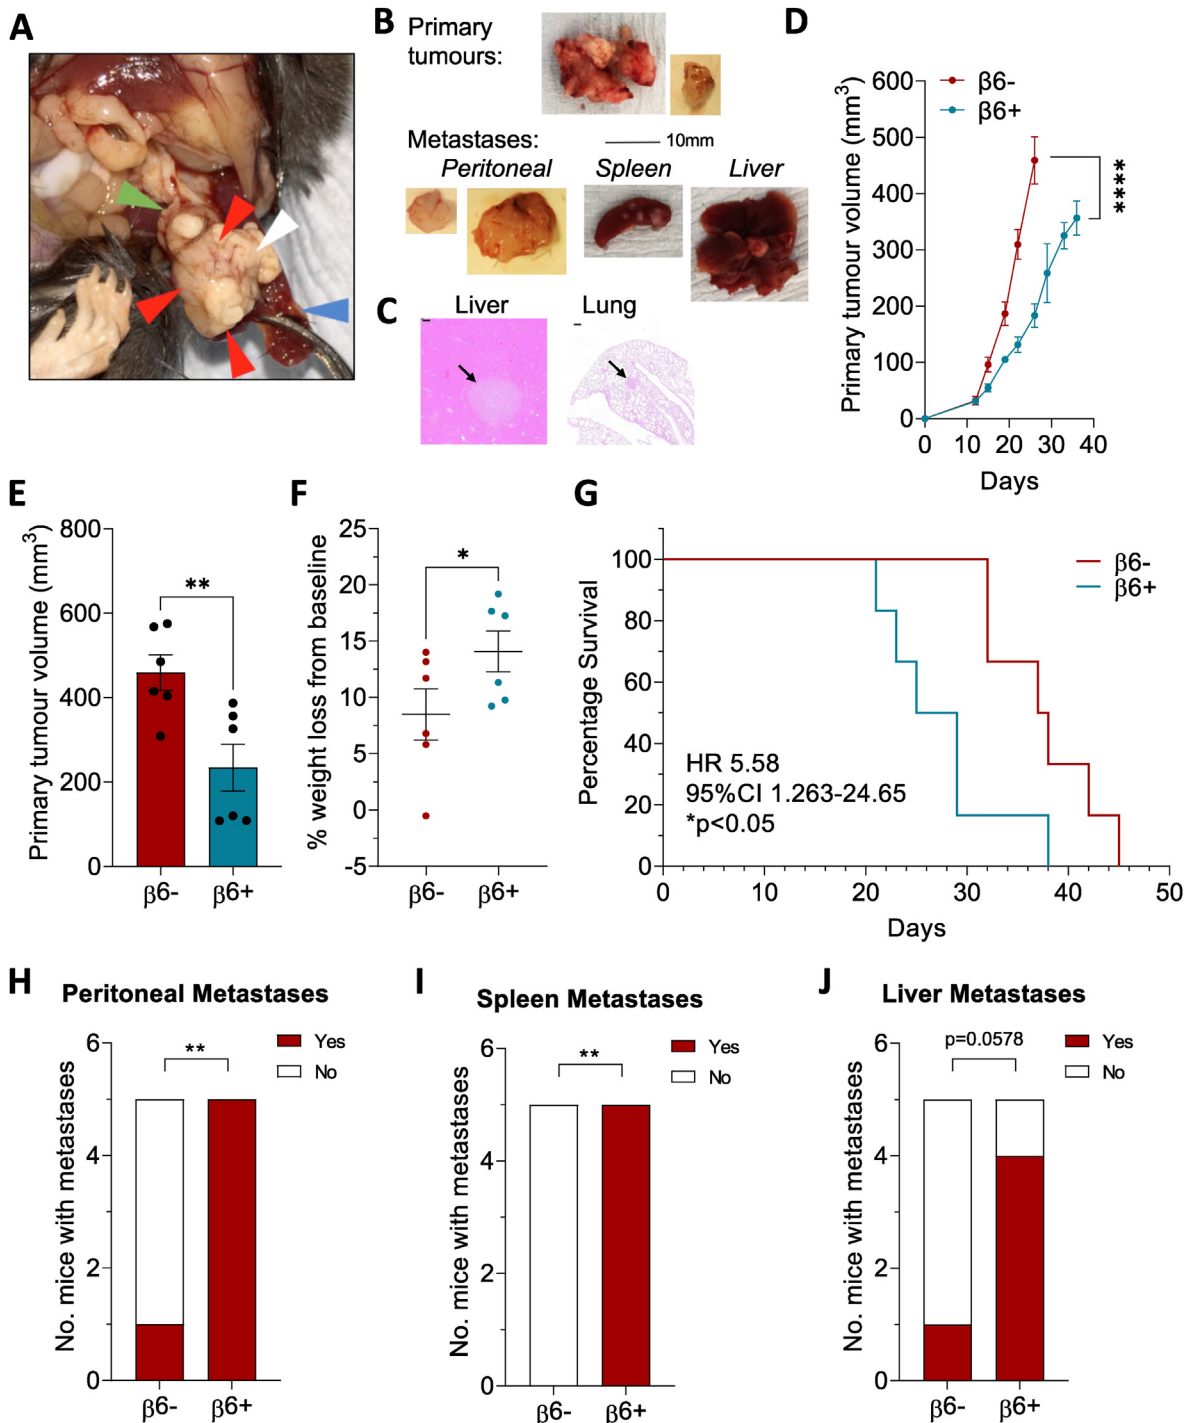 A
B
Primary
tumours:
Metastases:
10mm
Peritoneal
Spleen
Liver
C
Liver
Lung
D
β6-
β6+
Primary tumour volume (mm³)
600
500
400
300
200
100
0
****
0 10 19 29 40
Days
E
Primary tumour volume (mm³)
800
600
400
200
0
**
β6- β6+
F
% weight loss from baseline
25
20
15
10
5
0
-5
*
β6- β6+
G
Percentage Survival
100
80
60
40
20
0
β6-
β6+
HR 5.58
95%CI 1.263-24.65
*p<0.05
0 10 20 30 40 50
Days
H
Peritoneal Metastases
Yes
No
**
No. mice with metastases
6
4
2
0
β6- β6+
I
Spleen Metastases
Yes
No
**
No. mice with metastases
6
4
2
0
β6- β6+
J
Liver Metastases
p=0.0578
Yes
No
No. mice with metastases
6
4
2
0
β6- β6+